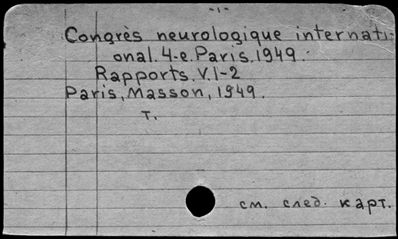 -1-
Congrès neurologique internati-
onal. 4-e. Paris. 1949.
Rapports. V. 1-2
Paris, Masson, 1949.
т.
см. след. карт.